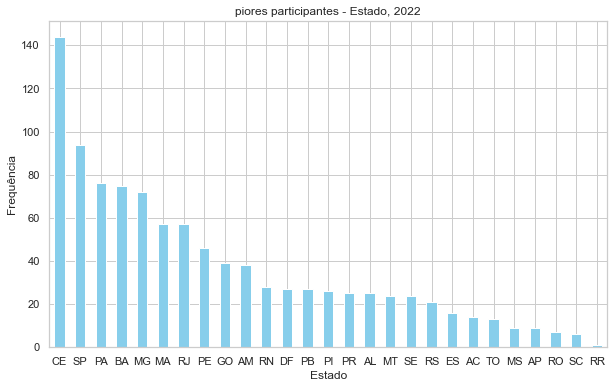 piores participantes - Estado, 2022
140
120
100
80
60
40
20
0
Frequência
CE SP PA BA MG MA RJ PE GO AM RN DF PB PI PR AL MT SE RS ES AC TO MS AP RO SC RR
Estado